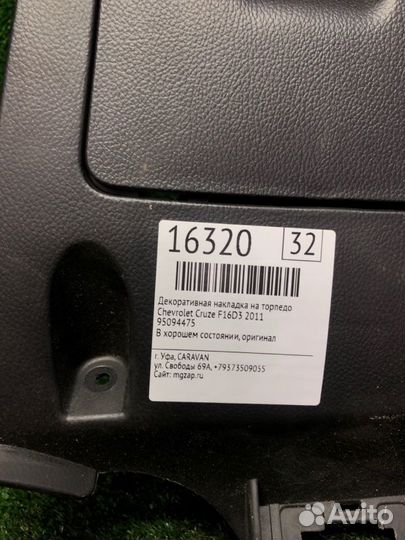 16320 32
Декоративная накладка на торпедо
Chevrolet Cruze F16D3 2011
95094475
В хорошем состоянии, оригинал
г. Уфа, CARAVAN
ул. Свободы 69А, +79373509055
Сайт: mgzap.ru
Avito